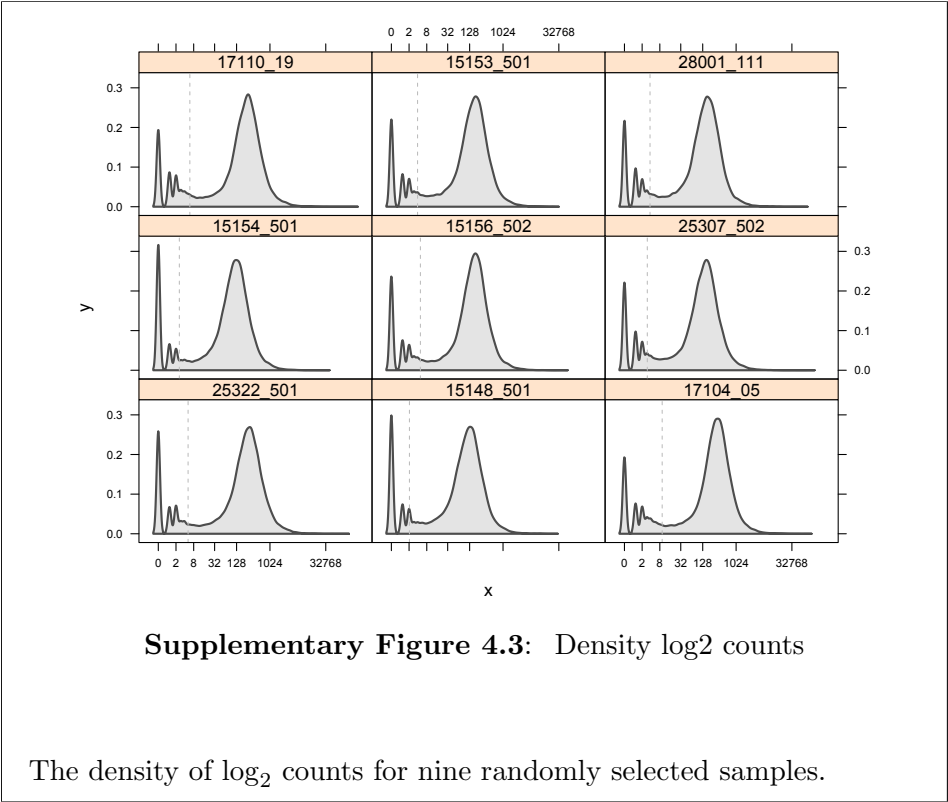 0 2 8 32 128 1024 32768
17110_19 15153_501 28001_111
0.3
0.2
0.1
0.0
15154_501 15156_502 25307_502
0.3
0.2
0.1
0.0
y
25322_501 15148_501 17104_05
0.3
0.2
0.1
0.0
0 2 8 32 128 1024 32768 0 2 8 32 128 1024 32768
x
Supplementary Figure 4.3: Density log2 counts
The density of log₂ counts for nine randomly selected samples.